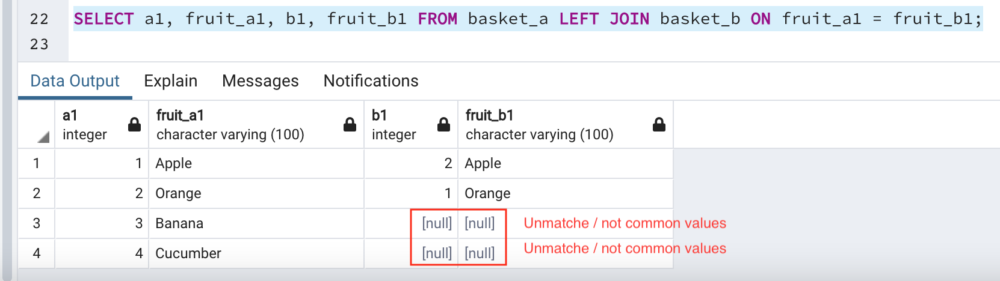 22 SELECT a1, fruit_a1, b1, fruit_b1 FROM basket_a LEFT JOIN basket_b ON fruit_a1 = fruit_b1;
23
Data Output Explain Messages Notifications
a1 fruit_a1 b1 fruit_b1
integer character varying (100) integer character varying (100)
1 1 Apple 2 Apple
2 2 Orange 1 Orange
3 3 Banana [null] [null] Unmatche / not common values
4 4 Cucumber [null] [null] Unmatche / not common values